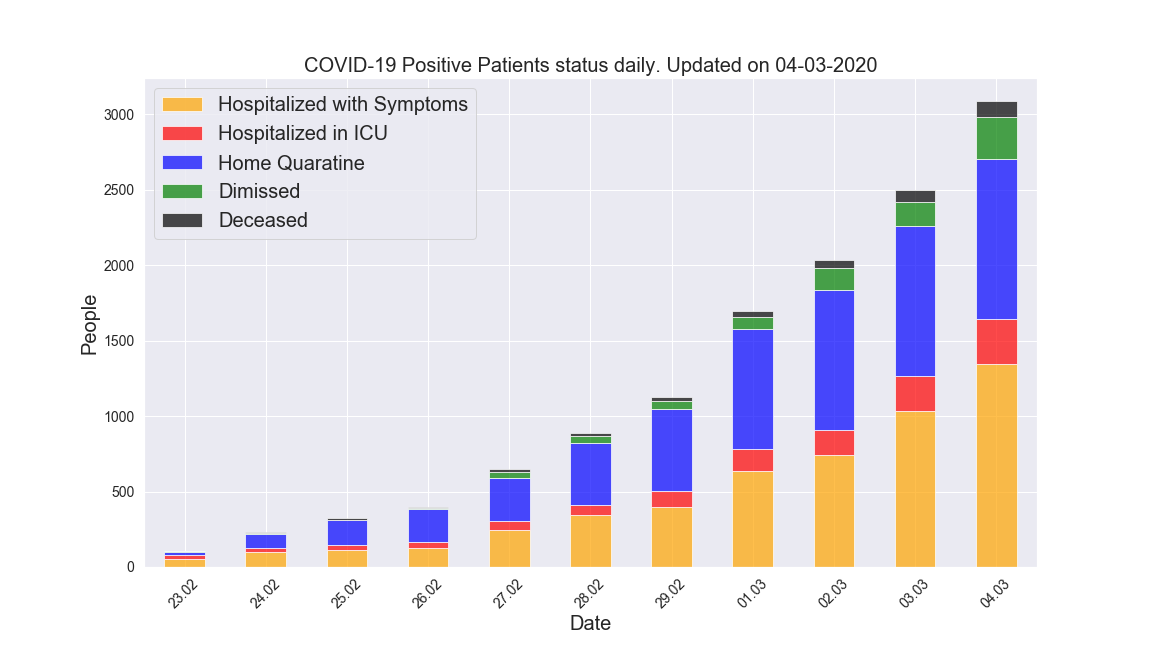 COVID-19 Positive Patients status daily. Updated on 04-03-2020
Hospitalized with Symptoms
Hospitalized in ICU
Home Quaratine
Dimissed
Deceased
People
3000
2500
2000
1500
1000
500
0
23.02
24.02
25.02
26.02
27.02
28.02
29.02
01.03
02.03
03.03
04.03
Date